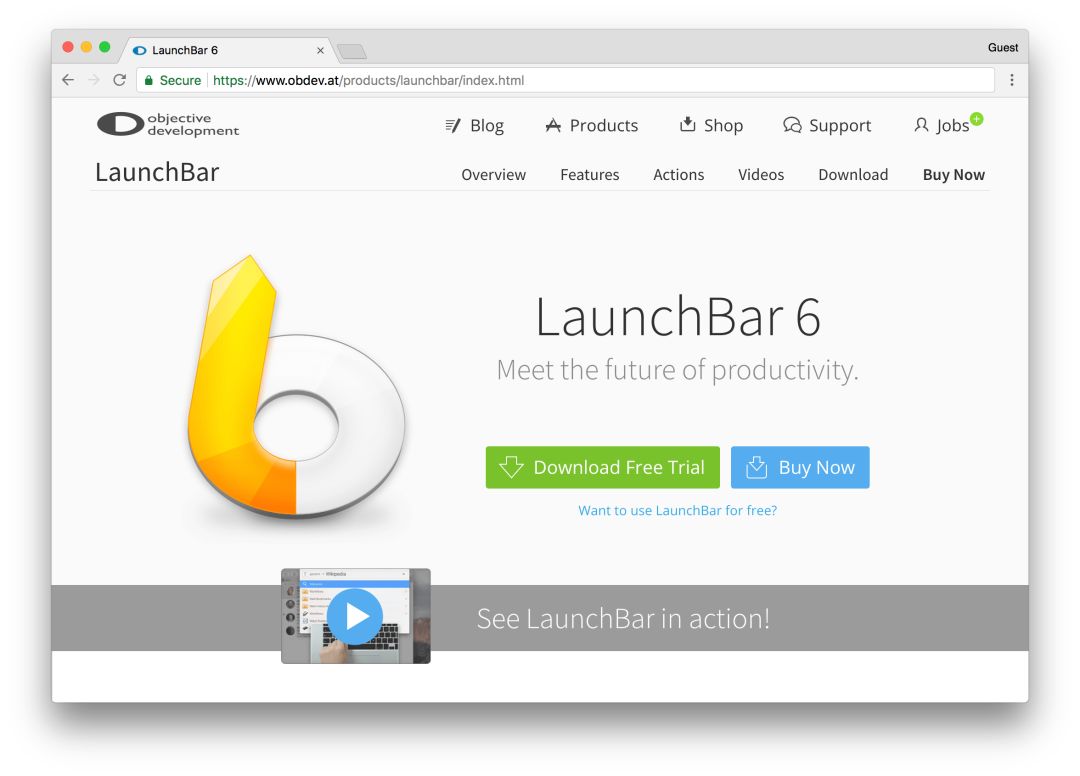 LaunchBar 6
Guest
Secure https://www.obdev.at/products/launchbar/index.html
objective
development
Blog Products Shop Support Jobs
LaunchBar Overview Features Actions Videos Download Buy Now
LaunchBar 6
Meet the future of productivity.
Download Free Trial Buy Now
Want to use LaunchBar for free?
Wikipedia
See LaunchBar in action!